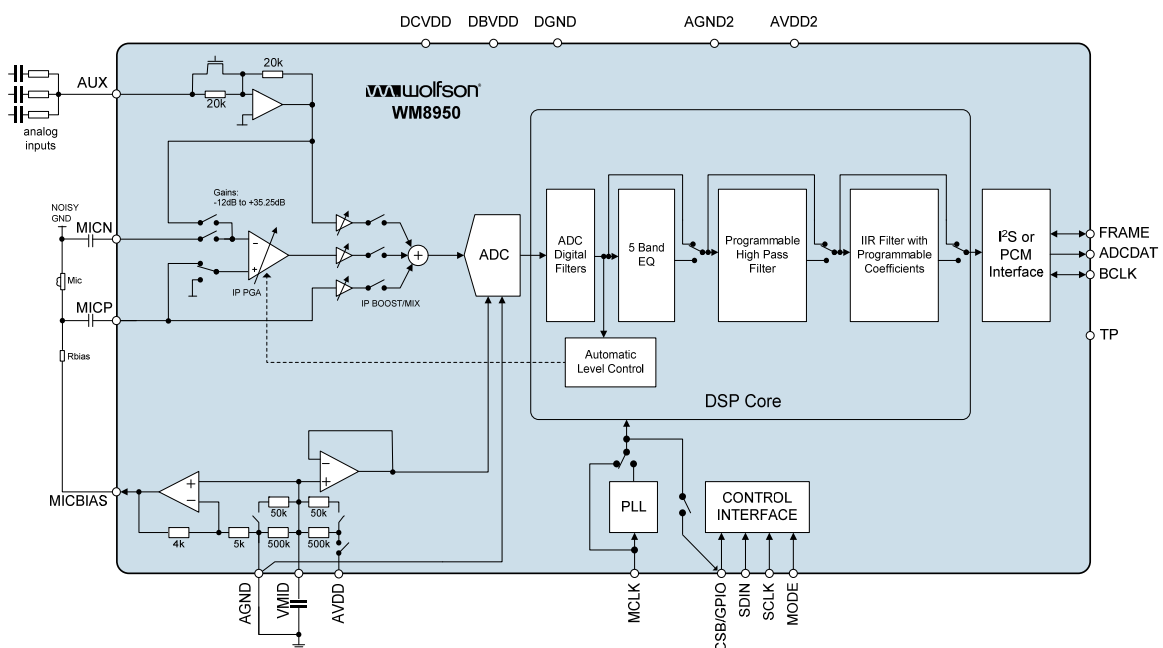 DCVDD
DBVDD
DGND
AGND2
AVDD2
AUX
analog
inputs
20k
20k
wolfson®
WM8950
Gains:
-12dB to +35.25dB
NOISY
GND
MICN
Mic
MICP
Rbias
−
+
IP PGA
+
IP BOOST/MIX
ADC
ADC
Digital
Filters
5 Band
EQ
Programmable
High Pass
Filter
IIR Filter with
Programmable
Coefficients
I²S or
PCM
Interface
FRAME
ADCDAT
BCLK
TP
Automatic
Level Control
DSP Core
MICBIAS
+
−
−
+
50k
50k
4k
5k
500k
500k
PLL
CONTROL
INTERFACE
AGND
VMID
AVDD
MCLK
CSB/GPIO
SDIN
SCLK
MODE